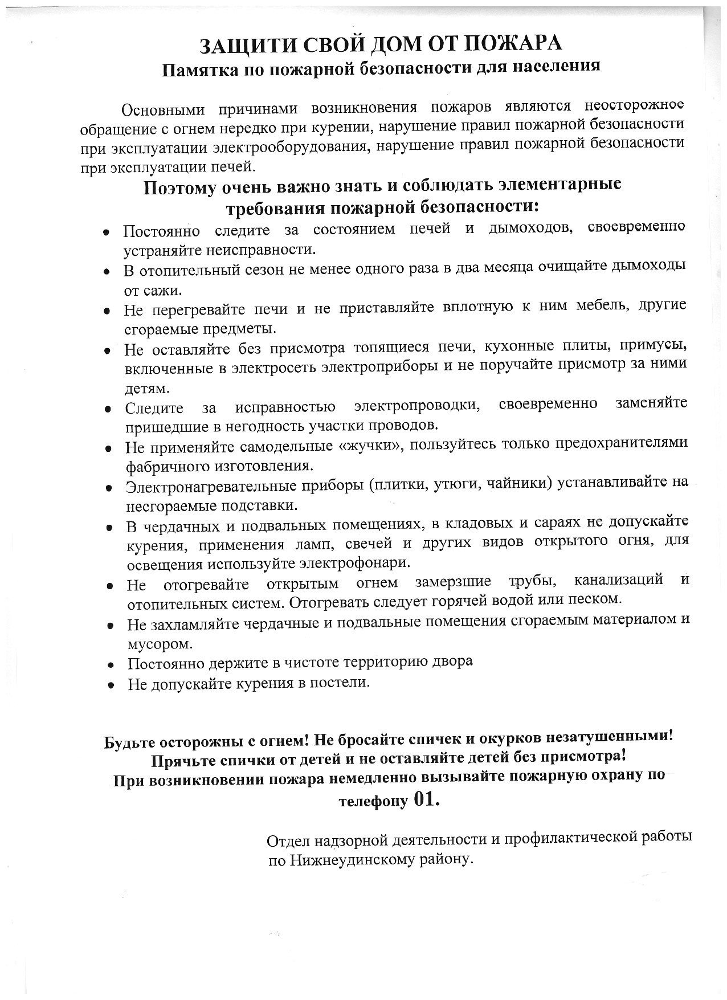 ЗАЩИТИ СВОЙ ДОМ ОТ ПОЖАРА
Памятка по пожарной безопасности для населения
Основными причинами возникновения пожаров являются неосторожное
обращение с огнем нередко при курении, нарушение правил пожарной безопасности
при эксплуатации электрооборудования, нарушение правил пожарной безопасности
при эксплуатации печей.
Поэтому очень важно знать и соблюдать элементарные
требования пожарной безопасности:
• Постоянно следите за состоянием печей и дымоходов, своевременно
устраняйте неисправности.
• В отопительный сезон не менее одного раза в два месяца очищайте дымоходы
от сажи.
• Не перегревайте печи и не приставляйте вплотную к ним мебель, другие
сгораемые предметы.
• Не оставляйте без присмотра топящиеся печи, кухонные плиты, примусы,
включенные в электросеть электроприборы и не поручайте присмотр за ними
детям.
• Следите за исправностью электропроводки, своевременно заменяйте
пришедшие в негодность участки проводов.
• Не применяйте самодельные «жучки», пользуйтесь только предохранителями
фабричного изготовления.
• Электронагревательные приборы (плитки, утюги, чайники) устанавливайте на
несгораемые подставки.
• В чердачных и подвальных помещениях, в кладовых и сараях не допускайте
курения, применения ламп, свечей и других видов открытого огня, для
освещения используйте электрофонари.
• Не отогревайте открытым огнем замерзшие трубы, канализаций и
отопительных систем. Отогревать следует горячей водой или песком.
• Не захламляйте чердачные и подвальные помещения сгораемым материалом и
мусором.
• Постоянно держите в чистоте территорию двора
• Не допускайте курения в постели.
Будьте осторожны с огнем! Не бросайте спичек и окурков незатушенными!
Прячьте спички от детей и не оставляйте детей без присмотра!
При возникновении пожара немедленно вызывайте пожарную охрану по
телефону 01.
Отдел надзорной деятельности и профилактической работы
по Нижнеудинскому району.